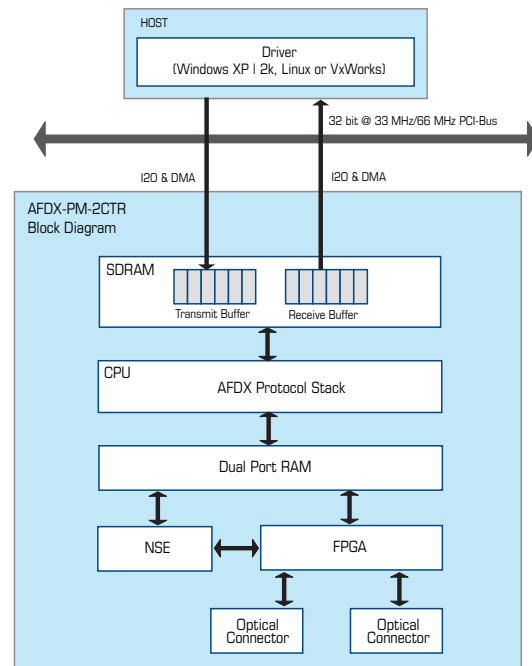 HOST
Driver
(Windows XP | 2k, Linux or VxWorks)
32 bit @ 33 MHz/66 MHz PCI-Bus
I2O & DMA
I2O & DMA
AFDX-PM-2CTR
Block Diagram
SDRAM
Transmit Buffer
Receive Buffer
CPU
AFDX Protocol Stack
Dual Port RAM
NSE
FPGA
Optical
Connector
Optical
Connector